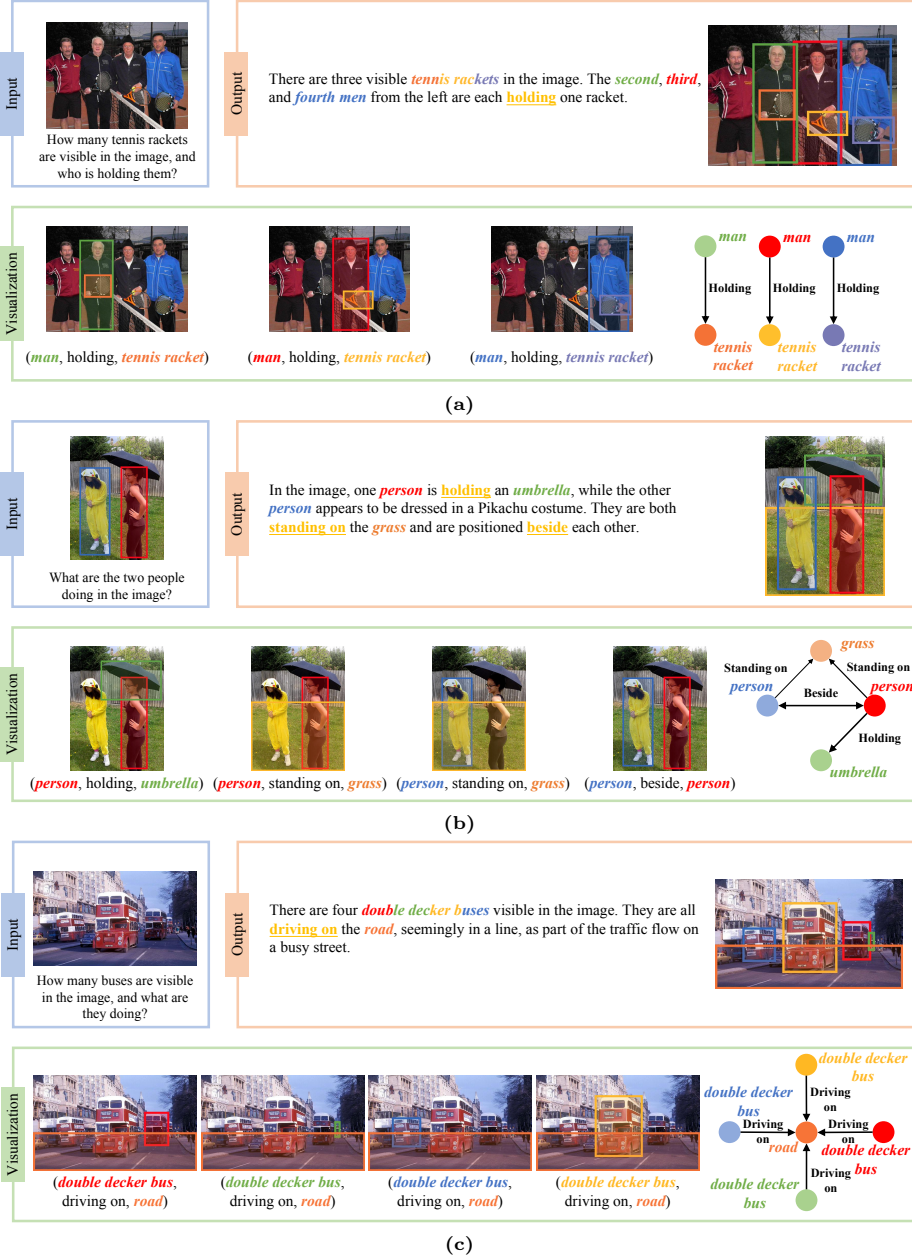 Input
How many tennis rackets
are visible in the image, and
who is holding them?
Output
There are three visible tennis rackets in the image. The second, third,
and fourth men from the left are each holding one racket.
Visualization
(man, holding, tennis racket)
(man, holding, tennis racket)
(man, holding, tennis racket)
man
man
man
Holding
Holding
Holding
tennis
racket
tennis
racket
tennis
racket
(a)
Input
What are the two people
doing in the image?
Output
In the image, one person is holding an umbrella, while the other
person appears to be dressed in a Pikachu costume. They are both
standing on the grass and are positioned beside each other.
Visualization
(person, holding, umbrella)
(person, standing on, grass)
(person, standing on, grass)
(person, beside, person)
grass
Standing on
Standing on
person
person
Beside
Holding
umbrella
(b)
Input
How many buses are visible
in the image, and what are
they doing?
Output
There are four double decker buses visible in the image. They are all
driving on the road, seemingly in a line, as part of the traffic flow on
a busy street.
Visualization
(double decker bus,
driving on, road)
(double decker bus,
driving on, road)
(double decker bus,
driving on, road)
(double decker bus,
driving on, road)
double decker
bus
double decker
bus
Driving
on
Driving
on
road
Driving
on
double decker
bus
double decker
bus
Driving
on
(c)